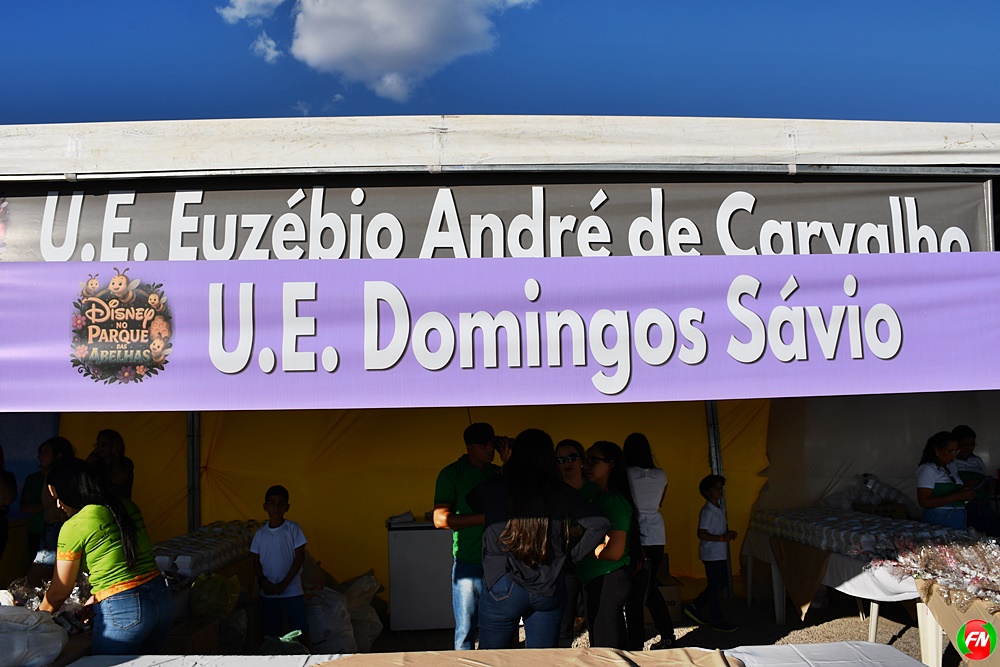 U.E. Euzébio André de Carvalho
U.E. Domingos Sávio
Disney
no
Parque
das
Abelhas
FN